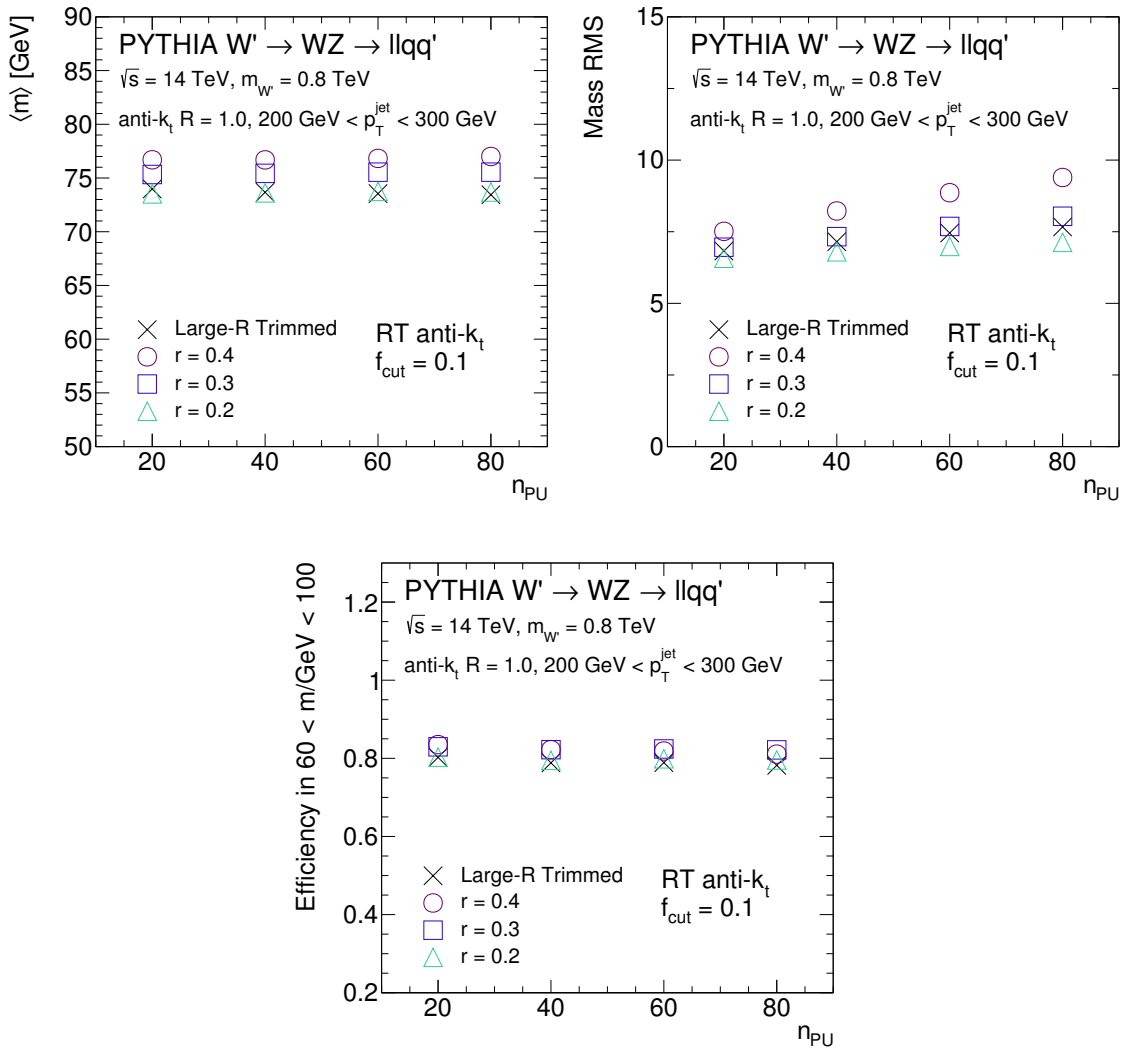 ⟨m⟩ [GeV]
90
85
80
75
70
65
60
55
50
PYTHIA W' → WZ → llqq'
√s = 14 TeV, m_W' = 0.8 TeV
anti-k_t R = 1.0, 200 GeV < p_T^jet < 300 GeV
Large-R Trimmed
r = 0.4
r = 0.3
r = 0.2
RT anti-k_t
f_cut = 0.1
20 40 60 80
n_PU
Mass RMS
15
10
5
0
PYTHIA W' → WZ → llqq'
√s = 14 TeV, m_W' = 0.8 TeV
anti-k_t R = 1.0, 200 GeV < p_T^jet < 300 GeV
Large-R Trimmed
r = 0.4
r = 0.3
r = 0.2
RT anti-k_t
f_cut = 0.1
20 40 60 80
n_PU
Efficiency in 60 < m/GeV < 100
1.2
1
0.8
0.6
0.4
0.2
PYTHIA W' → WZ → llqq'
√s = 14 TeV, m_W' = 0.8 TeV
anti-k_t R = 1.0, 200 GeV < p_T^jet < 300 GeV
Large-R Trimmed
r = 0.4
r = 0.3
r = 0.2
RT anti-k_t
f_cut = 0.1
20 40 60 80
n_PU